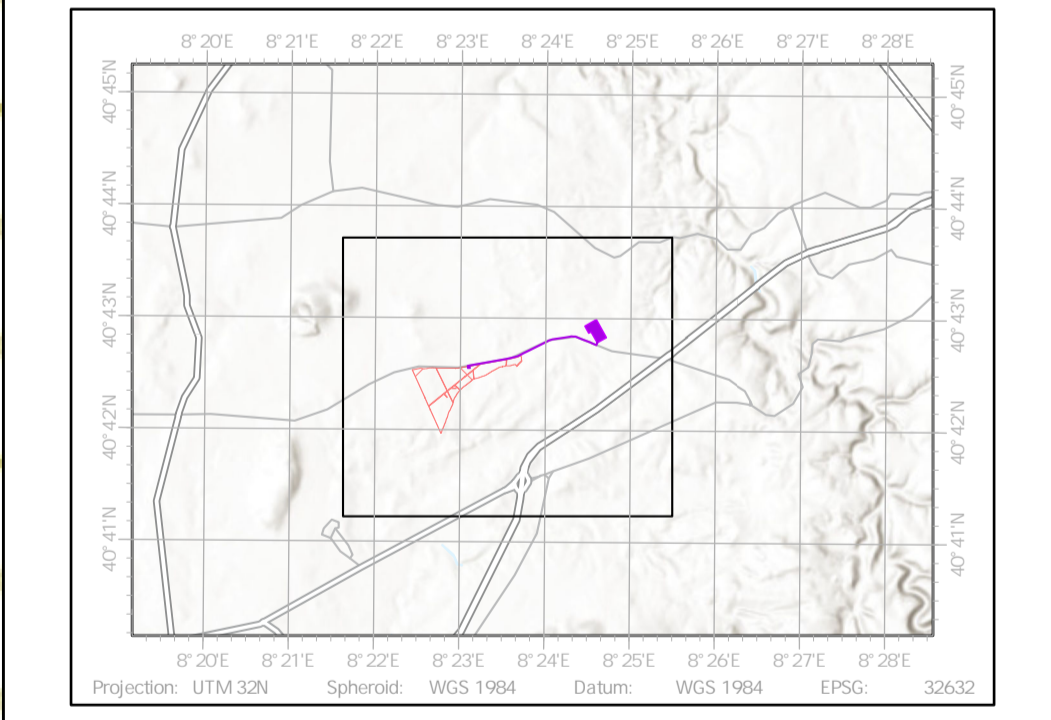 8°20'E 8°21'E 8°22'E 8°23'E 8°24'E 8°25'E 8°26'E 8°27'E 8°28'E
40°45'N 40°45'N
40°44'N 40°44'N
40°43'N 40°43'N
40°42'N 40°42'N
40°41'N 40°41'N
8°20'E 8°21'E 8°22'E 8°23'E 8°24'E 8°25'E 8°26'E 8°27'E 8°28'E
Projection: UTM 32N Spheroid: WGS 1984 Datum: WGS 1984 EPSG: 32632